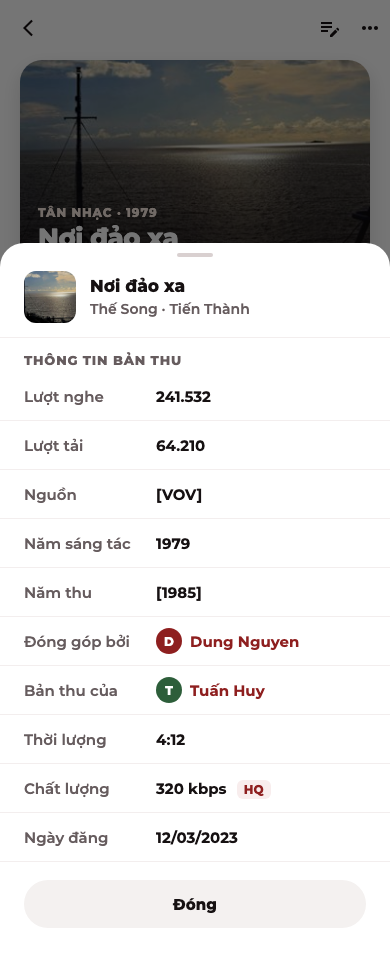 TÂN NHẠC · 1979
Nơi đảo xa
Nơi đảo xa
Thế Song · Tiến Thành
THÔNG TIN BẢN THU
Lượt nghe 241.532
Lượt tải 64.210
Nguồn [VOV]
Năm sáng tác 1979
Năm thu [1985]
Đóng góp bởi D Dung Nguyen
Bản thu của T Tuấn Huy
Thời lượng 4:12
Chất lượng 320 kbps HQ
Ngày đăng 12/03/2023
Đóng